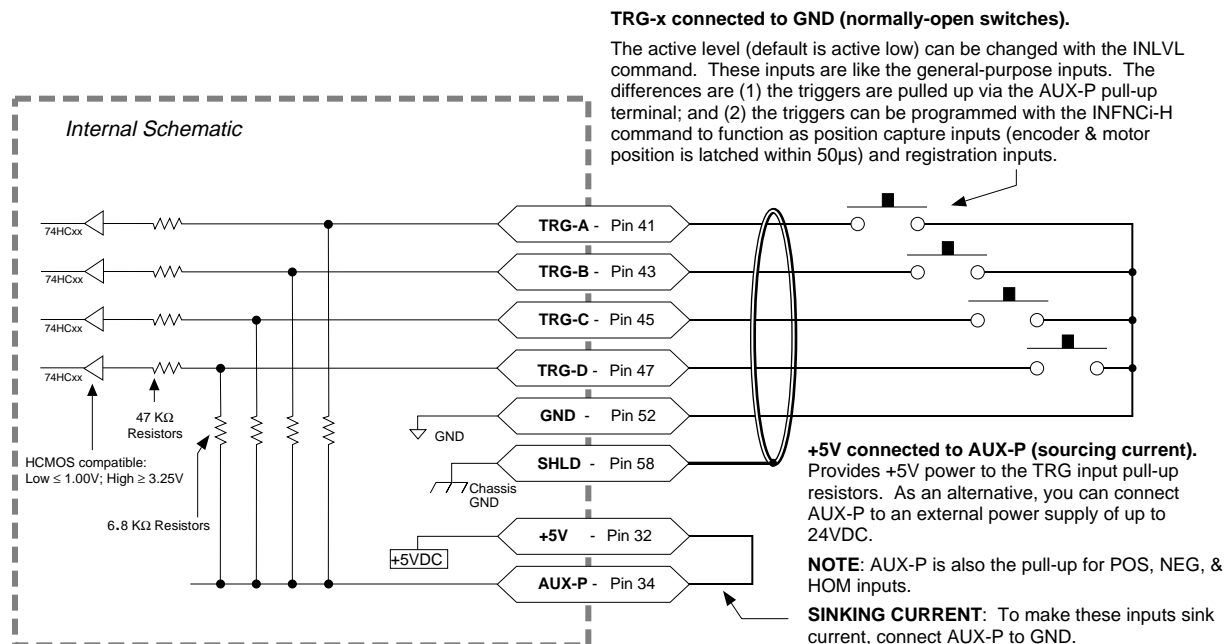 TRG-x connected to GND (normally-open switches).
The active level (default is active low) can be changed with the INLVL
command. These inputs are like the general-purpose inputs. The
differences are (1) the triggers are pulled up via the AUX-P pull-up
terminal; and (2) the triggers can be programmed with the INFNCi-H
command to function as position capture inputs (encoder & motor
position is latched within 50µs) and registration inputs.
Internal Schematic
74HCxx
TRG-A - Pin 41
74HCxx
TRG-B - Pin 43
74HCxx
TRG-C - Pin 45
74HCxx
TRG-D - Pin 47
47 KΩ
Resistors
GND
GND - Pin 52
HCMOS compatible:
Low ≤ 1.00V; High ≥ 3.25V
SHLD - Pin 58
Chassis
GND
6.8 KΩ Resistors
+5VDC
+5V - Pin 32
AUX-P - Pin 34
+5V connected to AUX-P (sourcing current).
Provides +5V power to the TRG input pull-up
resistors. As an alternative, you can connect
AUX-P to an external power supply of up to
24VDC.
NOTE: AUX-P is also the pull-up for POS, NEG, &
HOM inputs.
SINKING CURRENT: To make these inputs sink
current, connect AUX-P to GND.